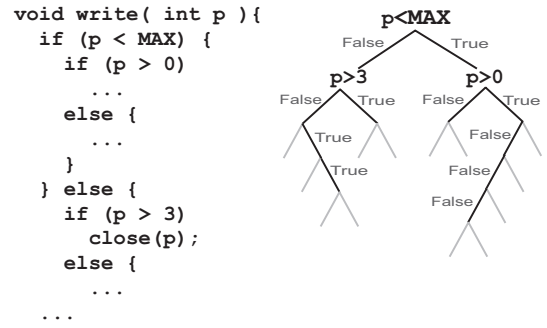 void write( int p ){
  if (p < MAX) {
    if (p > 0)
      ...
    else {
      ...
    }
  } else {
    if (p > 3)
      close(p);
    else {
      ...
  ...
p<MAX
False True
p>3 p>0
False True False True
True False
True False
False